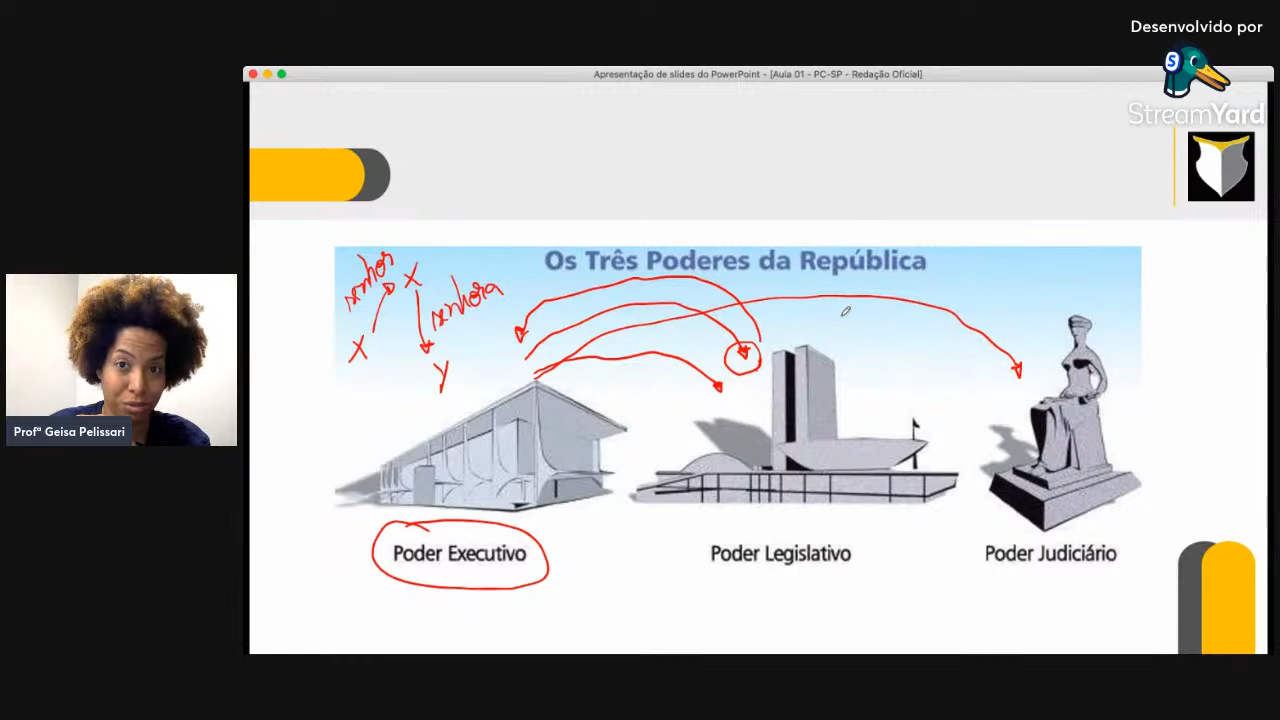 Desenvolvido por
StreamYard
Apresentação de slides do PowerPoint - [Aula 01 - PC-SP - Redação Oficial]
Os Três Poderes da República
senhor
X
senhora
X
Y
Profª Geisa Pelissari
Poder Executivo
Poder Legislativo
Poder Judiciário